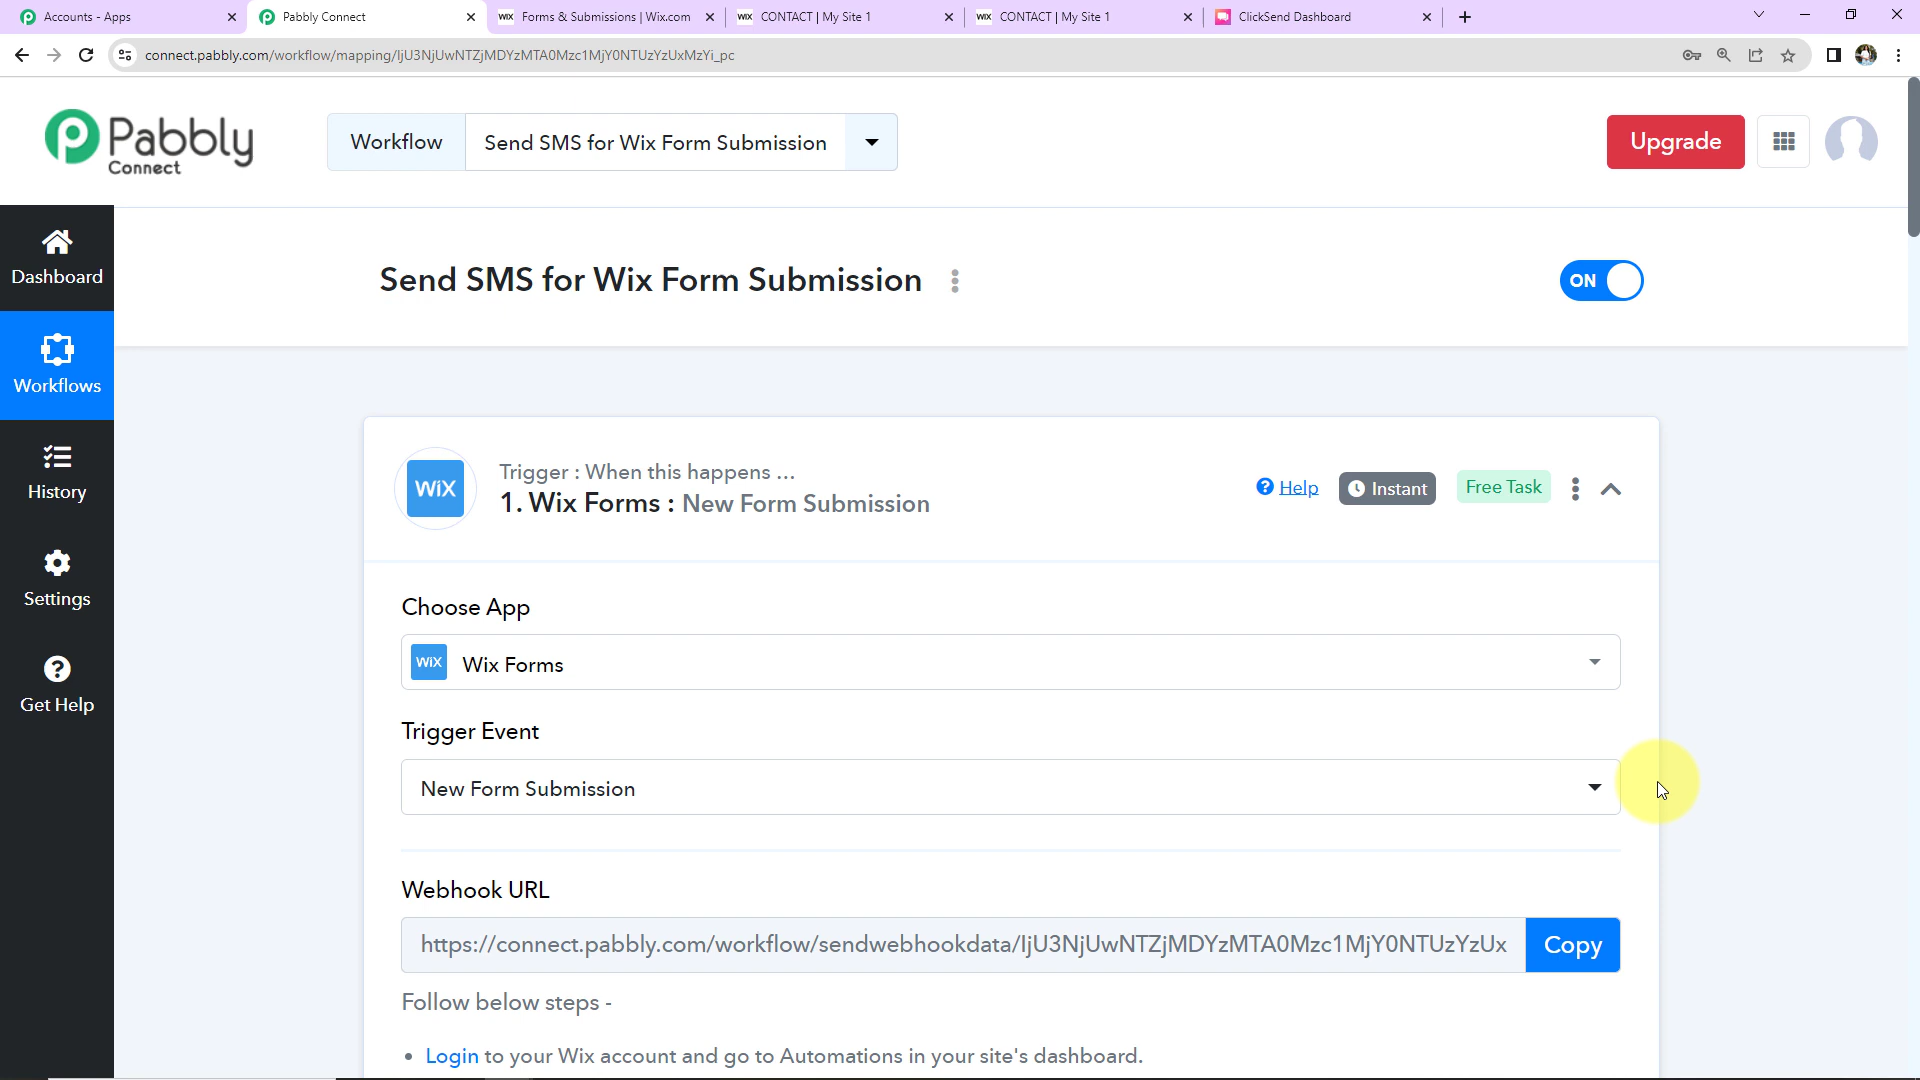 Accounts - Apps
Pabbly Connect
WIX Forms & Submissions | Wix.com
WIX CONTACT | My Site 1
WIX CONTACT | My Site 1
ClickSend Dashboard
connect.pabbly.com/workflow/mapping/IjU3NjUwNTZjMDYzMTA0Mzc1MjY0NTUzYzUxMzYi_pc
Pabbly
Connect
Workflow
Send SMS for Wix Form Submission
Upgrade
Dashboard
Workflows
History
Settings
Get Help
Send SMS for Wix Form Submission
ON
WIX
Trigger : When this happens ...
1. Wix Forms : New Form Submission
Help
Instant
Free Task
Choose App
WIX Wix Forms
Trigger Event
New Form Submission
Webhook URL
https://connect.pabbly.com/workflow/sendwebhookdata/IjU3NjUwNTZjMDYzMTA0Mzc1MjY0NTUzYzUx
Copy
Follow below steps -
• Login to your Wix account and go to Automations in your site's dashboard.